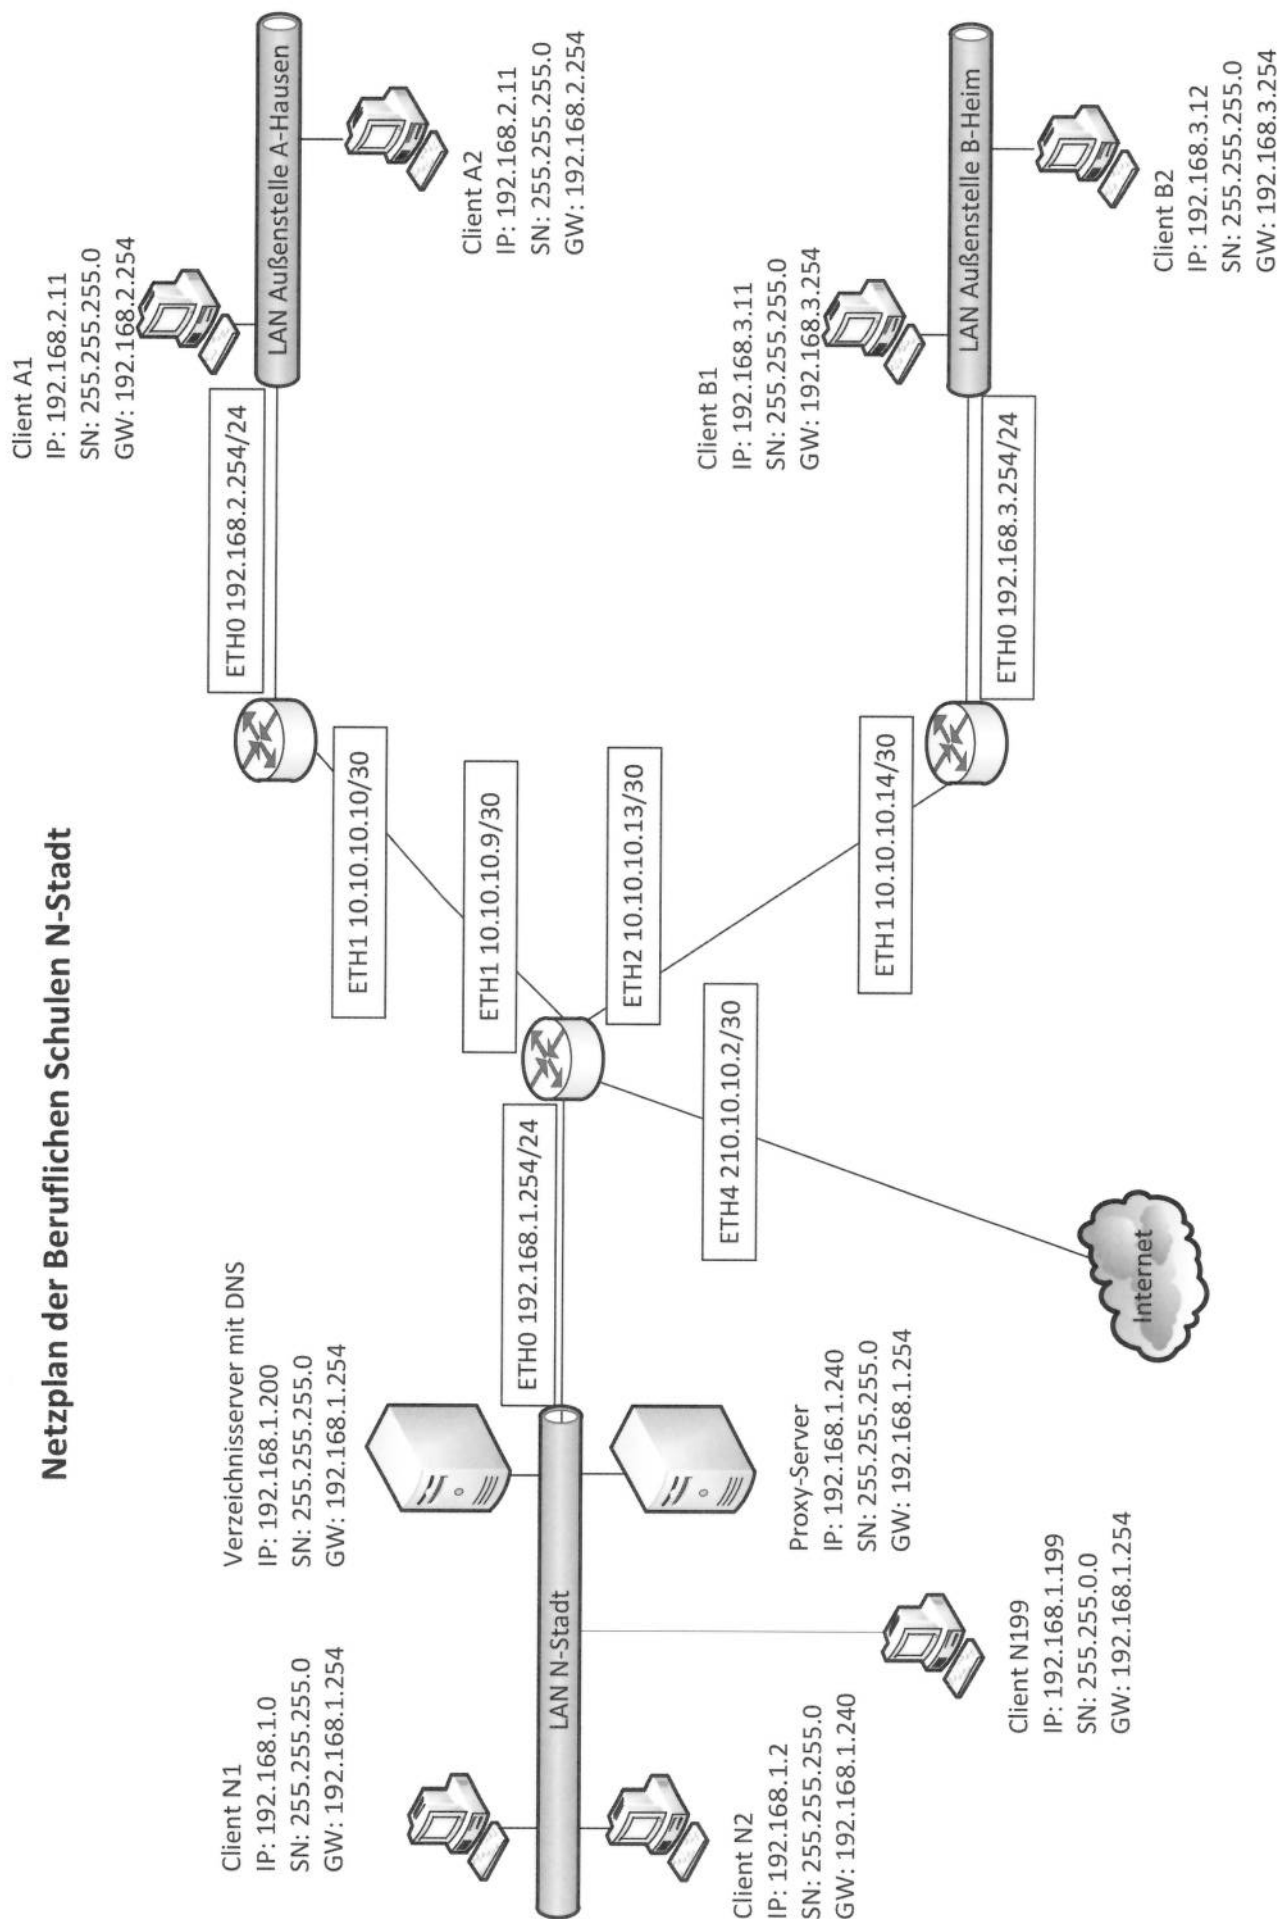 Netzplan der Beruflichen Schulen N-Stadt
Client N1
IP: 192.168.1.0
SN: 255.255.255.0
GW: 192.168.1.254
Verzeichnisserver mit DNS
IP: 192.168.1.200
SN: 255.255.255.0
GW: 192.168.1.254
LAN N-Stadt
ETH0 192.168.1.254/24
Client N2
IP: 192.168.1.2
SN: 255.255.255.0
GW: 192.168.1.240
Proxy-Server
IP: 192.168.1.240
SN: 255.255.255.0
GW: 192.168.1.254
Client N199
IP: 192.168.1.199
SN: 255.255.0.0
GW: 192.168.1.254
Internet
ETH4 210.10.10.2/30
ETH1 10.10.10.9/30
ETH1 10.10.10.10/30
ETH2 10.10.10.13/30
ETH1 10.10.10.14/30
ETH0 192.168.2.254/24
Client A1
IP: 192.168.2.11
SN: 255.255.255.0
GW: 192.168.2.254
LAN Außenstelle A-Hausen
Client A2
IP: 192.168.2.11
SN: 255.255.255.0
GW: 192.168.2.254
Client B1
IP: 192.168.3.11
SN: 255.255.255.0
GW: 192.168.3.254
ETH0 192.168.3.254/24
LAN Außenstelle B-Heim
Client B2
IP: 192.168.3.12
SN: 255.255.255.0
GW: 192.168.3.254